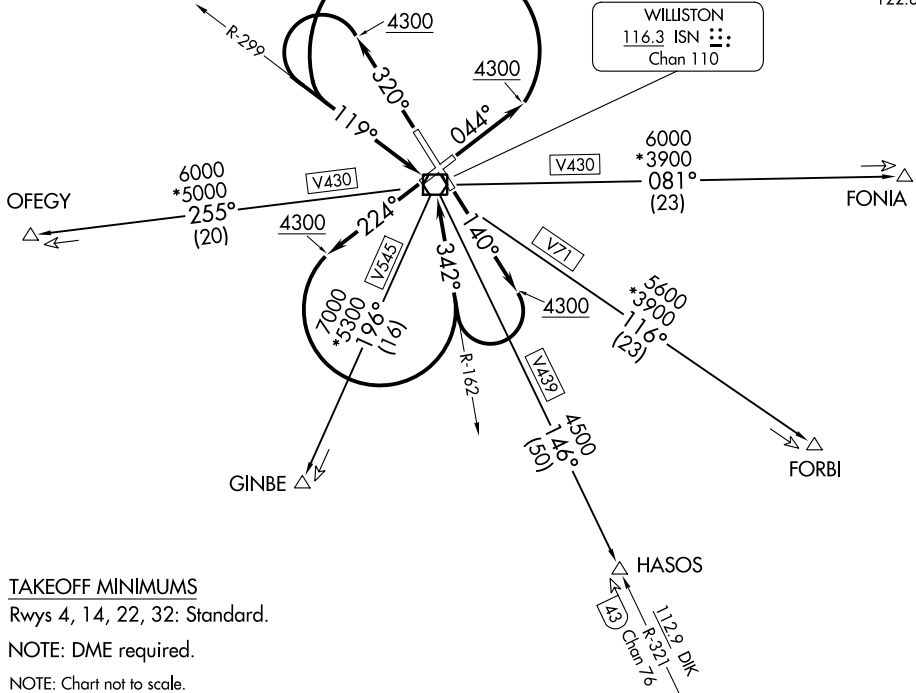 122.8
WILLISTON
116.3 ISN
Chan 110
4300
R-299
320°
119°
4300
044°
6000
*5000
V430
255°
(20)
OFEGY
V430
6000
*3900
081°
(23)
FONIA
4300
224°
V545
7000
*5300
196°
(16)
342°
140°
4300
V71
5600
*3900
116°
(23)
R-162
V439
4500
146°
(50)
GINBE
FORBI
HASOS
43
Chan 76
R-321
112.9 DIK
TAKEOFF MINIMUMS
Rwys 4, 14, 22, 32: Standard.
NOTE: DME required.
NOTE: Chart not to scale.